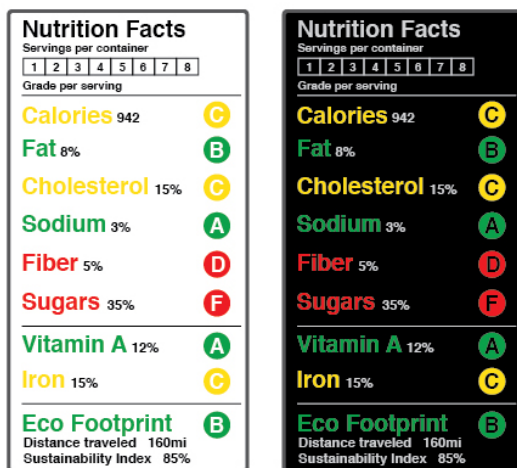 Nutrition Facts
Servings per container
1 2 3 4 5 6 7 8
Grade per serving
Calories 942 C
Fat 8% B
Cholesterol 15% C
Sodium 3% A
Fiber 5% D
Sugars 35% F
Vitamin A 12% A
Iron 15% C
Eco Footprint B
Distance traveled 160mi
Sustainability Index 85%
Nutrition Facts
Servings per container
1 2 3 4 5 6 7 8
Grade per serving
Calories 942 C
Fat 8% B
Cholesterol 15% C
Sodium 3% A
Fiber 5% D
Sugars 35% F
Vitamin A 12% A
Iron 15% C
Eco Footprint B
Distance traveled 160mi
Sustainability Index 85%